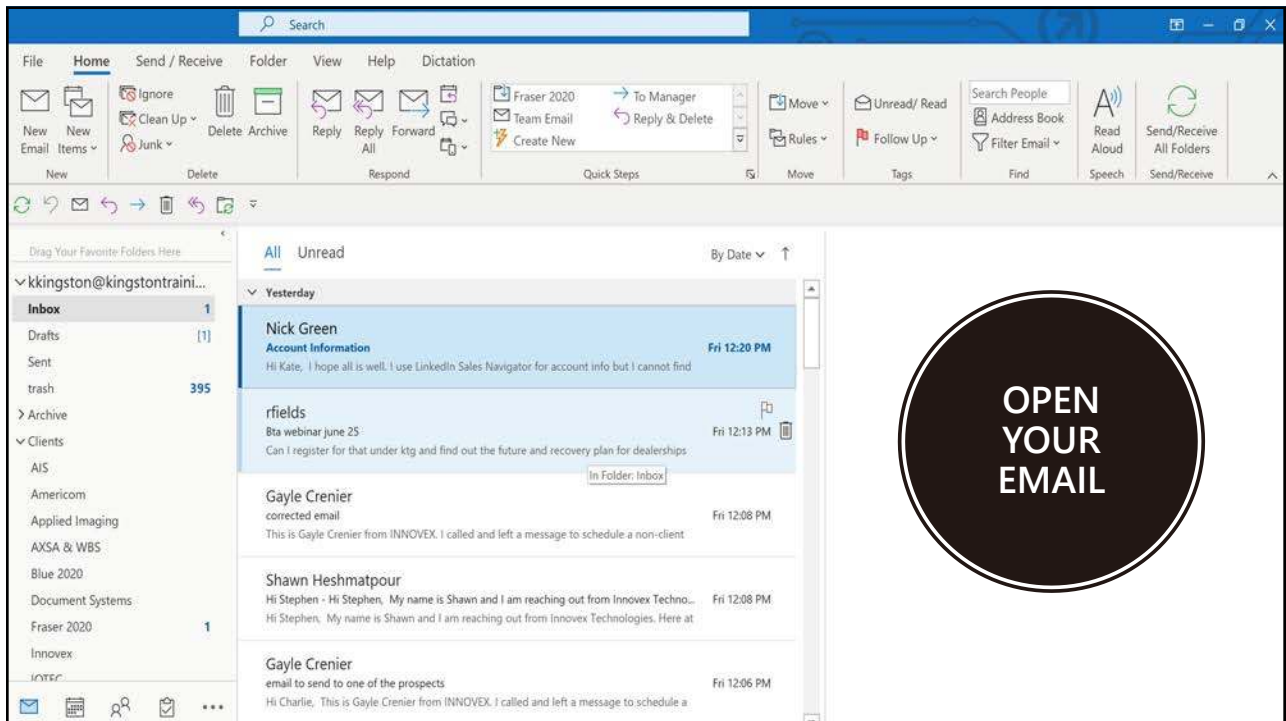 Search
File Home Send / Receive Folder View Help Dictation
New Email
New Items
New
Ignore
Clean Up
Junk
Delete
Archive
Delete
Reply
Reply All
Forward
Respond
Fraser 2020
Team Email
Create New
To Manager
Reply & Delete
Quick Steps
Move
Rules
Move
Unread/ Read
Follow Up
Tags
Search People
Address Book
Filter Email
Find
Read Aloud
Speech
Send/Receive All Folders
Send/Receive
Drag Your Favorite Folders Here
kkingston@kingstontraini...
Inbox 1
Drafts [1]
Sent
trash 395
Archive
Clients
AIS
Americom
Applied Imaging
AXSA & WBS
Blue 2020
Document Systems
Fraser 2020 1
Innovex
All Unread By Date
Yesterday
Nick Green
Account Information Fri 12:20 PM
Hi Kate, I hope all is well. I use LinkedIn Sales Navigator for account info but I cannot find
rfields
Bta webinar june 25 Fri 12:13 PM
Can I register for that under ktg and find out the future and recovery plan for dealerships
In Folder: Inbox
Gayle Crenier
corrected email Fri 12:08 PM
This is Gayle Crenier from INNOVEX. I called and left a message to schedule a non-client
Shawn Heshmatpour
Hi Stephen - Hi Stephen, My name is Shawn and I am reaching out from Innovex Techno... Fri 12:08 PM
Hi Stephen, My name is Shawn and I am reaching out from Innovex Technologies. Here at
Gayle Crenier
email to send to one of the prospects Fri 12:06 PM
Hi Charlie, This is Gayle Crenier from INNOVEX. I called and left a message to schedule a
OPEN
YOUR
EMAIL